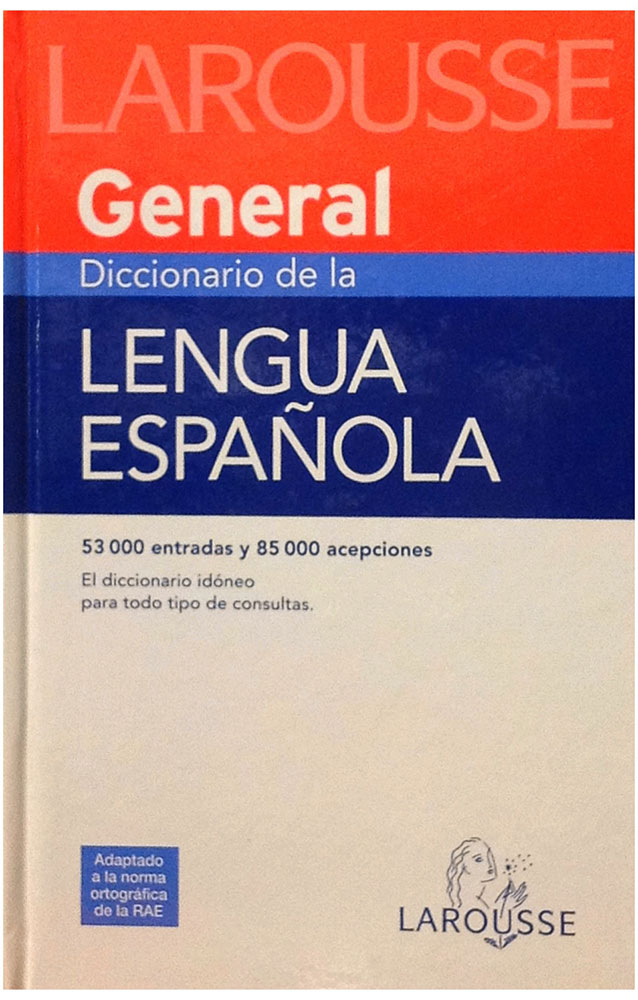 LAROUSSE
General
Diccionario de la
LENGUA
ESPAÑOLA
53 000 entradas y 85 000 acepciones
El diccionario idóneo
para todo tipo de consultas.
Adaptado
a la norma
ortográfica
de la RAE
LAROUSSE